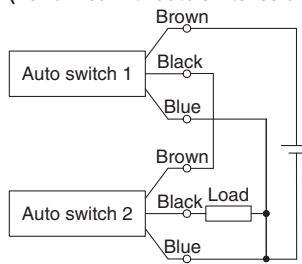 Brown
Black
Auto switch 1
Blue
Brown
Black Load
Auto switch 2
Blue